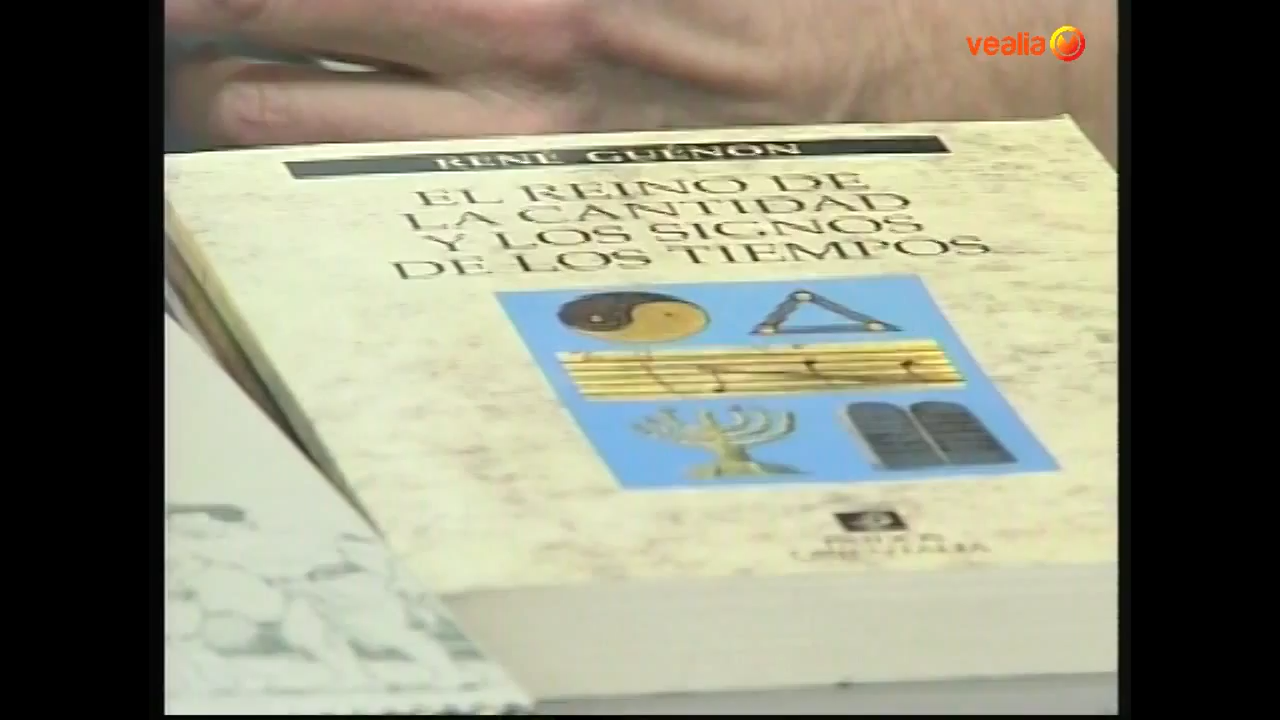 vealia
RENÉ GUÉNON
EL REINO DE
LA CANTIDAD
Y LOS SIGNOS
DE LOS TIEMPOS